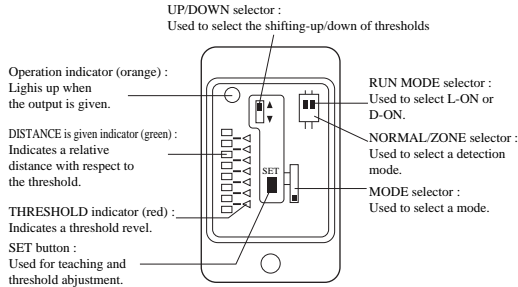 UP/DOWN selector :
Used to select the shifting-up/down of thresholds
Operation indicator (orange) :
Lighis up when
the output is given.
DISTANCE is given indicator (green) :
Indicates a relative
distance with respect to
the threshold.
THRESHOLD indicator (red) :
Indicates a threshold revel.
SET button :
Used for teaching and
threshold adjustment.
SET
RUN MODE selector :
Used to select L-ON or
D-ON.
NORMAL/ZONE selector :
Used to select a detection
mode.
MODE selector :
Used to select a mode.